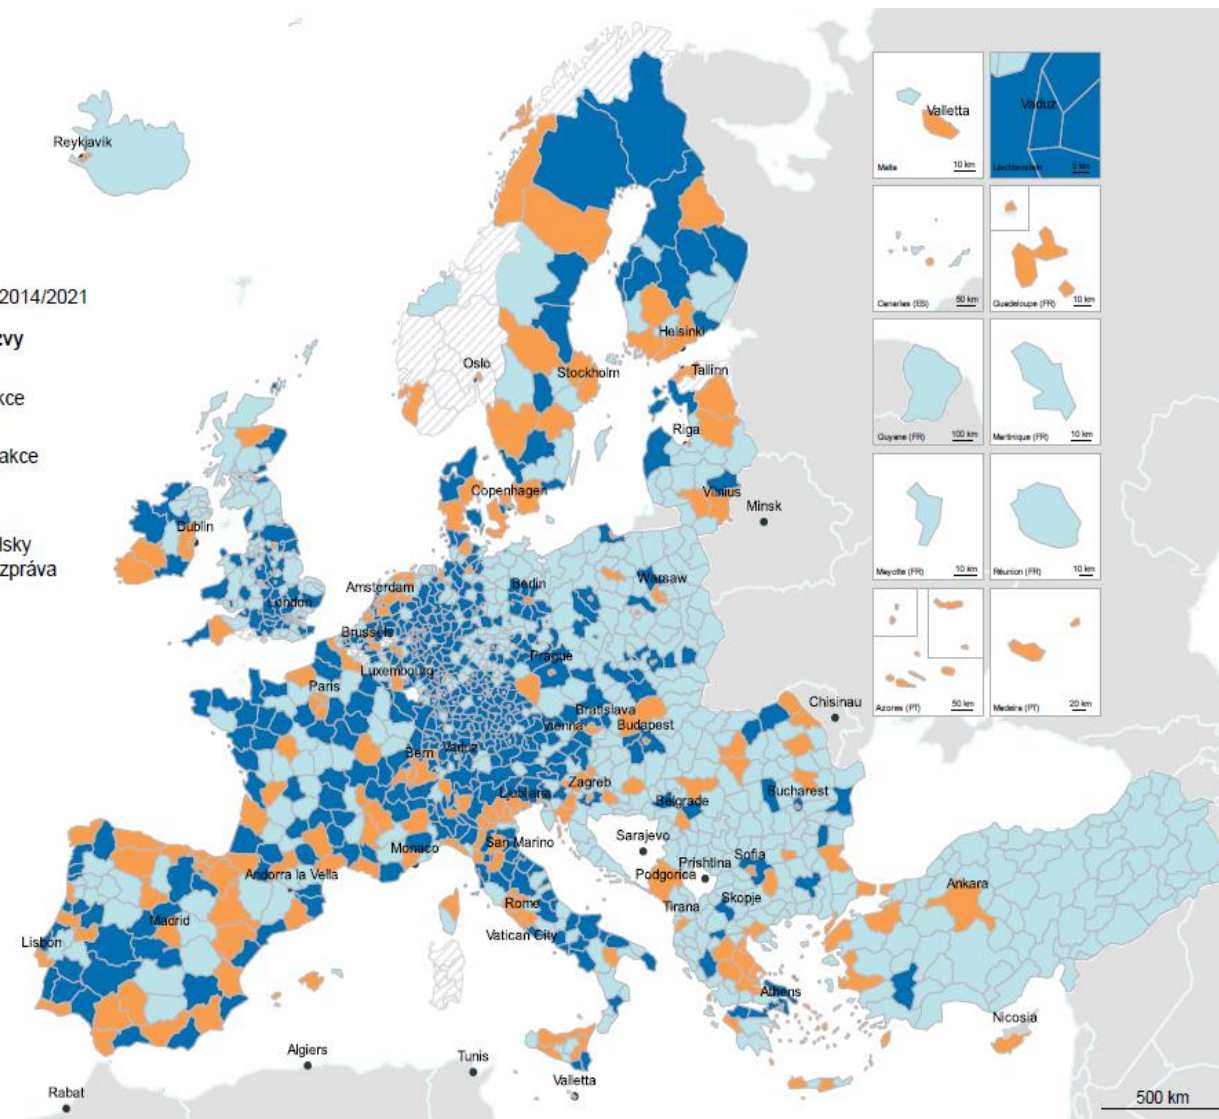 Reykjavík
2014/2021
zvy
kce
akce
lsky
zpráva
Oslo
Helsinki
Stockholm
Tallinn
Riga
Copenhagen
Vilnius
Minsk
Dublin
Amsterdam
Berlin
Warsaw
London
Brussels
Prague
Luxembourg
Paris
Bratislava
Chisinau
Vienna
Budapest
Bern
Vaduz
Zagreb
Ljubljana
Belgrade
Bucharest
Sarajevo
San Marino
Monaco
Prishtina
Sofia
Andorra la Vella
Podgorica
Ankara
Skopje
Rome
Tirana
Madrid
Vatican City
Lisbon
Athens
Nicosia
Algiers
Tunis
Valletta
Rabat
500 km
Valletta
Malta
10 km
Vaduz
Liechtenstein
5 km
Canaries (ES)
50 km
Guadeloupe (FR)
10 km
Guyane (FR)
100 km
Martinique (FR)
10 km
Mayotte (FR)
10 km
Réunion (FR)
10 km
Azores (PT)
50 km
Madeira (PT)
20 km